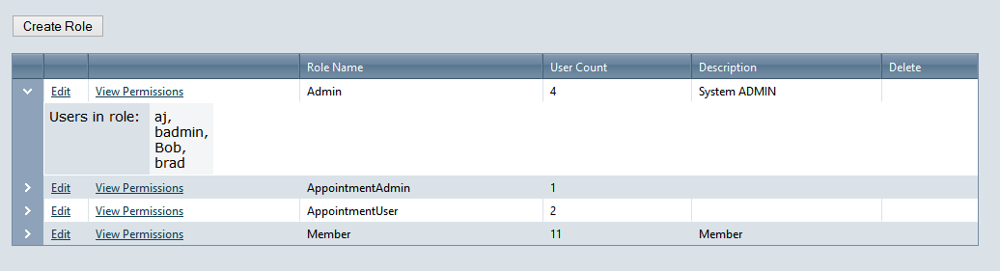 Create Role
Role Name User Count Description Delete
Edit View Permissions Admin 4 System ADMIN
Users in role: aj,
badmin,
Bob,
brad
Edit View Permissions AppointmentAdmin 1
Edit View Permissions AppointmentUser 2
Edit View Permissions Member 11 Member